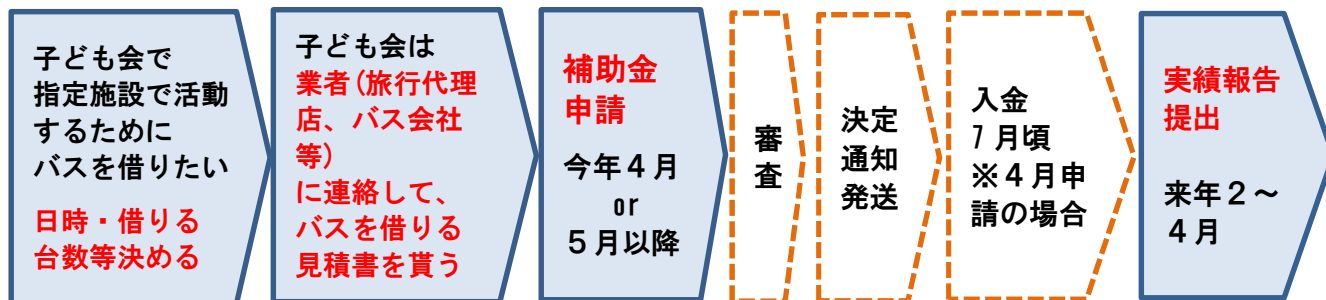 子ども会で
指定施設で活動
するために
バスを借りたい
日時・借りる
台数等決める
子ども会は
業者(旅行代理
店、バス会社
等)
に連絡して、
バスを借りる
見積書を貰う
補助金
申請
今年４月
or
５月以降
審
査
決定
通知
発送
入金
7月頃
※４月申
請の場合
実績報告
提出
来年２～
４月